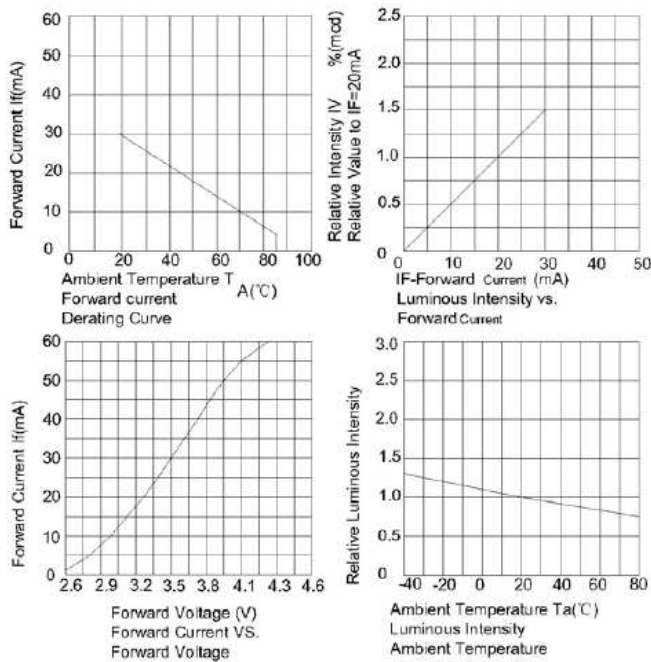 Forward Current If(mA)
60
50
40
30
20
10
0
0 20 40 60 80 100
Ambient Temperature T A(℃)
Forward current
Derating Curve
Relative Intensity IV %(mcd)
Relative Value to IF=20mA
2.5
2.0
1.5
1.0
0.5
0
0 10 20 30 40 50
IF-Forward Current (mA)
Luminous Intensity vs.
Forward Current
Forward Current If(mA)
60
50
40
30
20
10
0
2.6 2.9 3.2 3.5 3.8 4.1 4.3 4.6
Forward Voltage (V)
Forward Current VS.
Forward Voltage
Relative Luminous Intensity
3.0
2.0
1.5
1.0
0.5
0
-40 -20 0 20 40 60 80
Ambient Temperature Ta(℃)
Luminous Intensity
Ambient Temperature